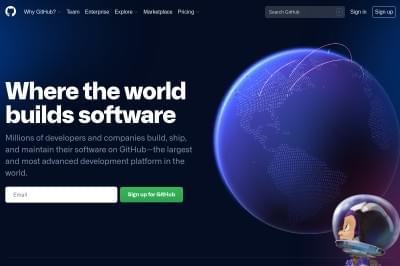 Why GitHub? Team Enterprise Explore Marketplace Pricing Search GitHub Sign in Sign up
Where the world
builds software
Millions of developers and companies build, ship,
and maintain their software on GitHub—the largest
and most advanced development platform in the
world.
Email Sign up for GitHub